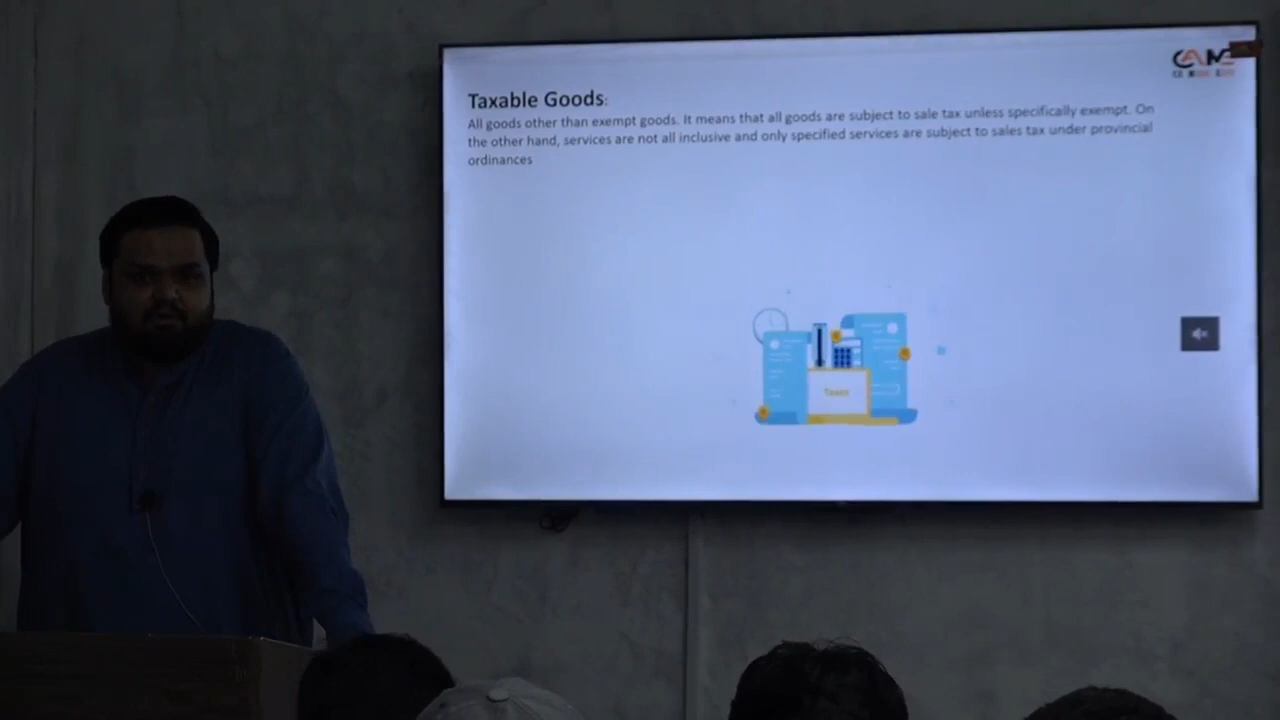 Taxable Goods:
All goods other than exempt goods. It means that all goods are subject to sale tax unless specifically exempt. On
the other hand, services are not all inclusive and only specified services are subject to sales tax under provincial
ordinances
Taxes